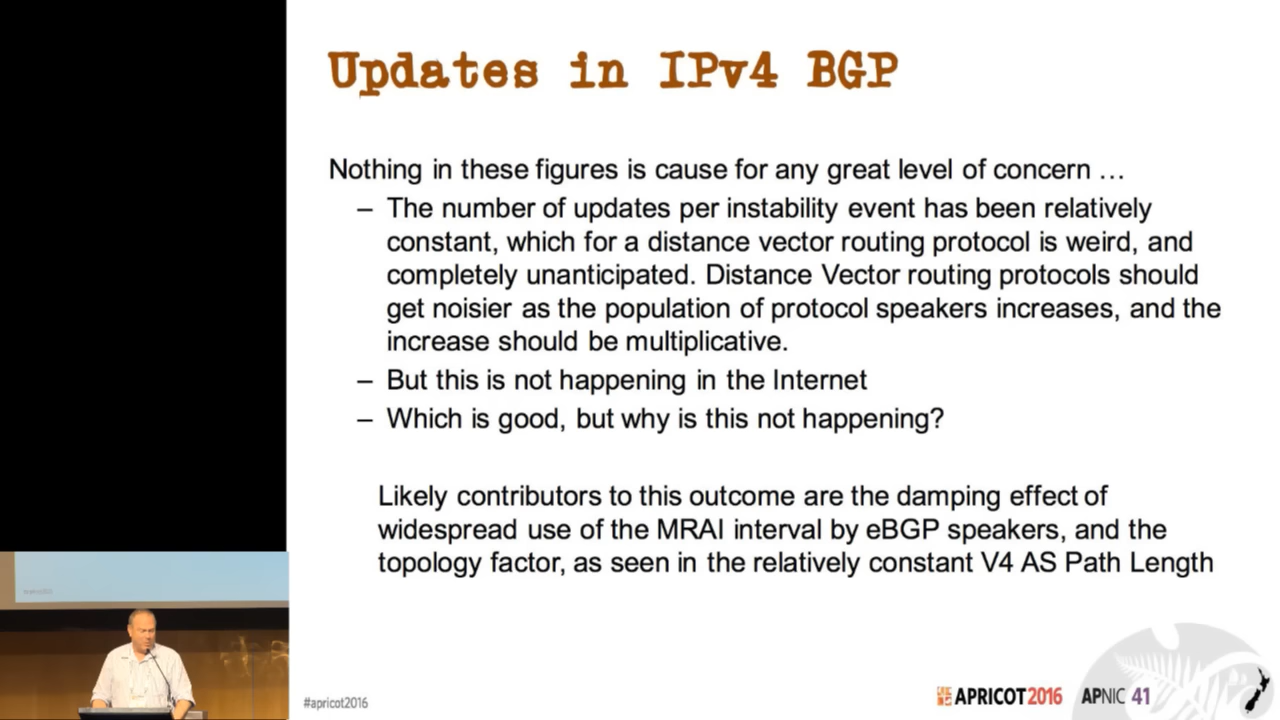 Updates in IPv4 BGP
Nothing in these figures is cause for any great level of concern …
– The number of updates per instability event has been relatively
constant, which for a distance vector routing protocol is weird, and
completely unanticipated. Distance Vector routing protocols should
get noisier as the population of protocol speakers increases, and the
increase should be multiplicative.
– But this is not happening in the Internet
– Which is good, but why is this not happening?
Likely contributors to this outcome are the damping effect of
widespread use of the MRAI interval by eBGP speakers, and the
topology factor, as seen in the relatively constant V4 AS Path Length
#apricot2016
APRICOT 2016 APNIC 41